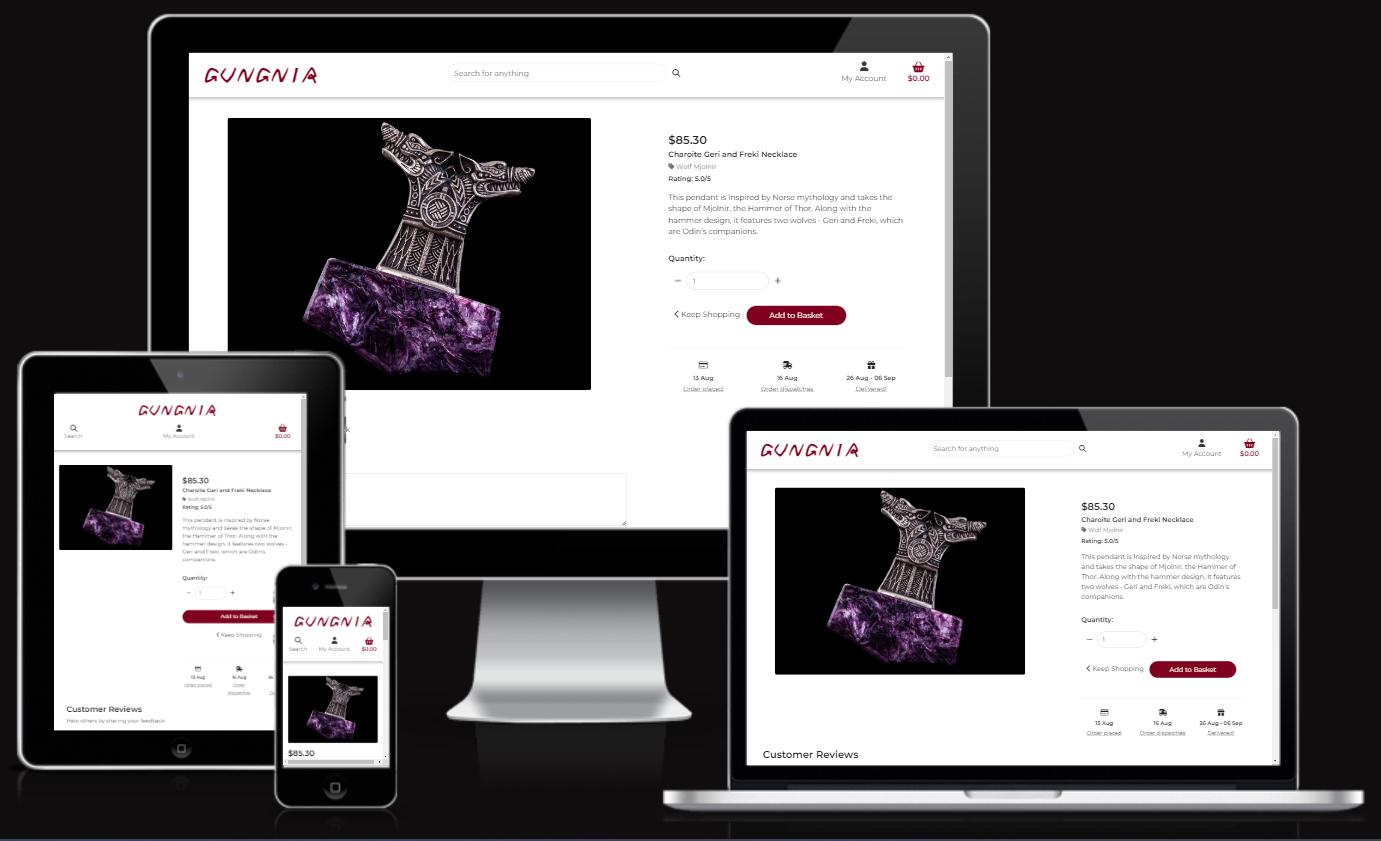 GUNGNIR
Search for anything
My Account
$0.00
$85.30
Charoite Geri and Freki Necklace
Wolf Mjolnir
Rating: 5.0/5
This pendant is inspired by Norse mythology and takes the
shape of Mjolnir, the Hammer of Thor. Along with the
hammer design, it features two wolves - Geri and Freki, which
are Odin's companions.
Quantity:
1
Keep Shopping
Add to Basket
13 Aug
16 Aug
26 Aug - 06 Sep
Order placed
Order dispatches
Delivered!
GUNGNIR
Search
My Account
$0.00
$85.30
Charoite Geri and Freki Necklace
Wolf Mjolnir
Rating: 5.0/5
This pendant is inspired by Norse
mythology and takes the shape of Mjolnir,
the Hammer of Thor. Along with the
hammer design, it features two wolves -
Geri and Freki, which are Odin's
companions.
Quantity:
1
Add to Basket
Keep Shopping
13 Aug
16 Aug
Order placed
Order
dispatches
Customer Reviews
Help others by sharing your feedback
GUNGNIR
Search
My Account
$0.00
$85.30
GUNGNIR
Search for anything
My Account
$0.00
$85.30
Charoite Geri and Freki Necklace
Wolf Mjolnir
Rating: 5.0/5
This pendant is inspired by Norse mythology
and takes the shape of Mjolnir, the Hammer of
Thor. Along with the hammer design, it features
two wolves - Geri and Freki, which are Odin's
companions.
Quantity:
1
Keep Shopping
Add to Basket
13 Aug
16 Aug
26 Aug - 06 Sep
Order placed
Order dispatches
Delivered!
Customer Reviews